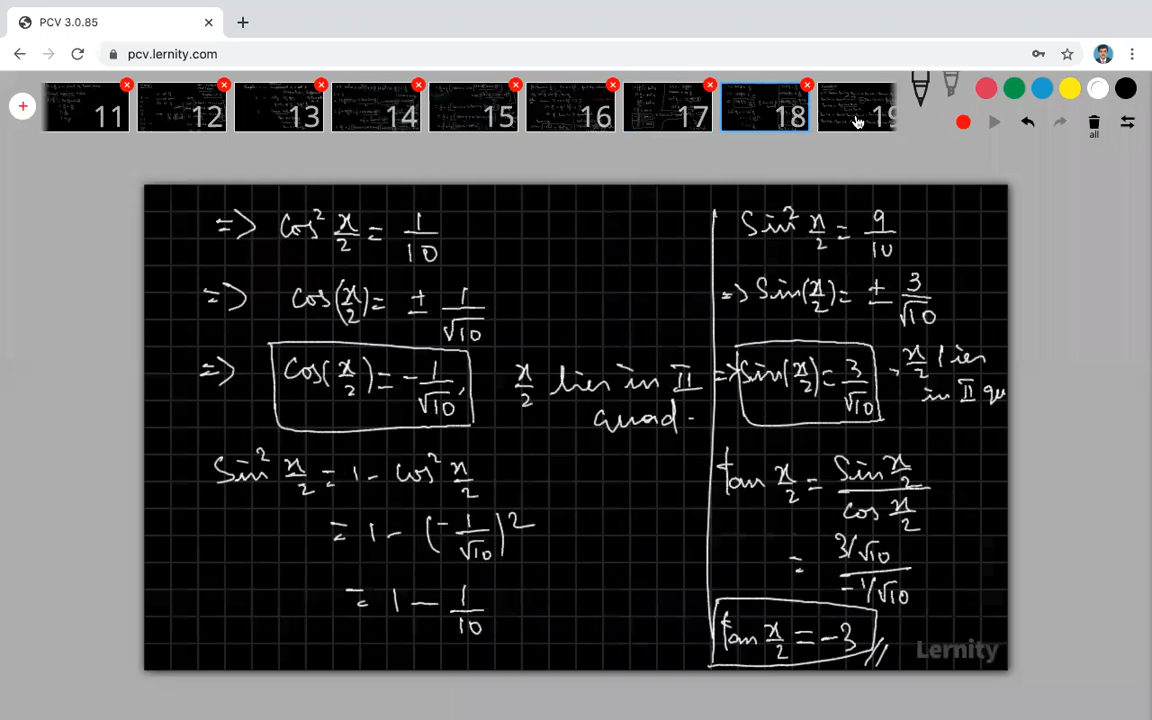 PCV 3.0.85
pcv.lernity.com
11 12 13 14 15 16 17 18 19
all
=> Cos² x/2 = 1/10
=> cos(x/2) = ± 1/√10
=> Cos(x/2) = -1/√10, x/2 lies in II
quad.
Sin² x/2 = 1 - cos² x/2
= 1 - (-1/√10)²
= 1 - 1/10
Sin² x/2 = 9/10
=> Sin(x/2) = ± 3/√10
=> Sin(x/2) = 3/√10, x/2 lies
in II qu
tan x/2 = Sin x/2 / cos x/2
= 3/√10 / -1/√10
tan x/2 = -3 //
Lernity